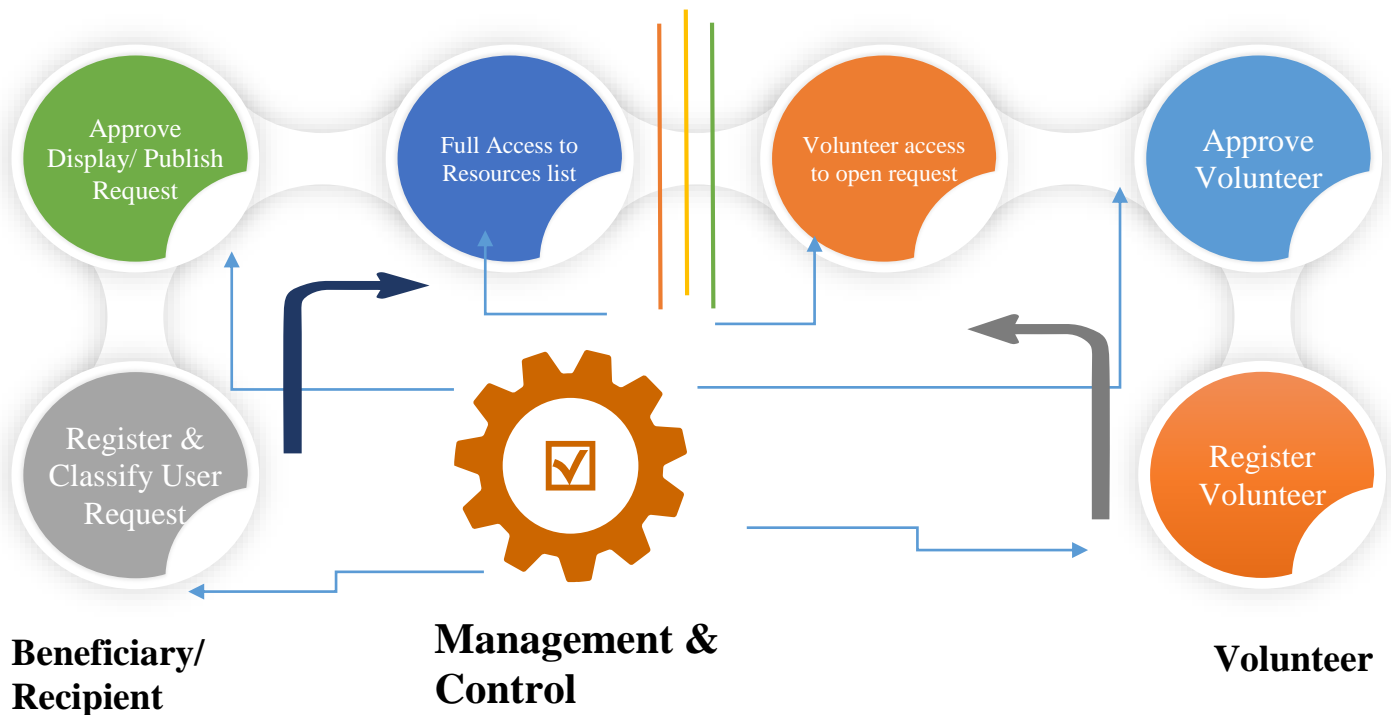 Approve
Display/ Publish
Request
Full Access to
Resources list
Volunteer access
to open request
Approve
Volunteer
Register &
Classify User
Request
Register
Volunteer
Beneficiary/
Recipient
Management &
Control
Volunteer